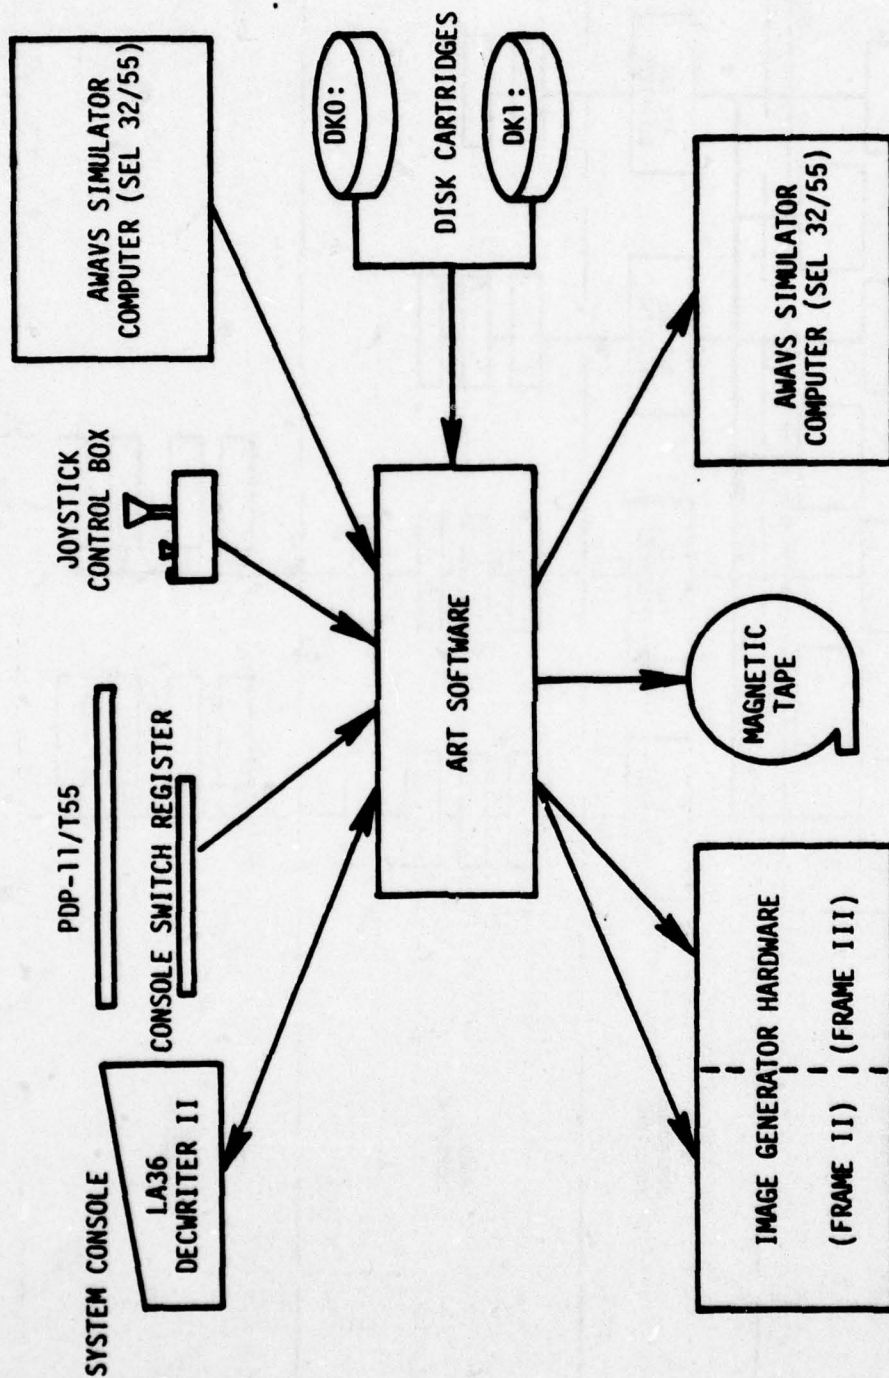 SYSTEM CONSOLE
LA36
DECWRITER II
PDP-11/T55
CONSOLE SWITCH REGISTER
JOYSTICK
CONTROL BOX
AWAVS SIMULATOR
COMPUTER (SEL 32/55)
ART SOFTWARE
DK0:
DK1:
DISK CARTRIDGES
IMAGE GENERATOR HARDWARE
(FRAME II) (FRAME III)
MAGNETIC
TAPE
AWAVS SIMULATOR
COMPUTER (SEL 32/55)